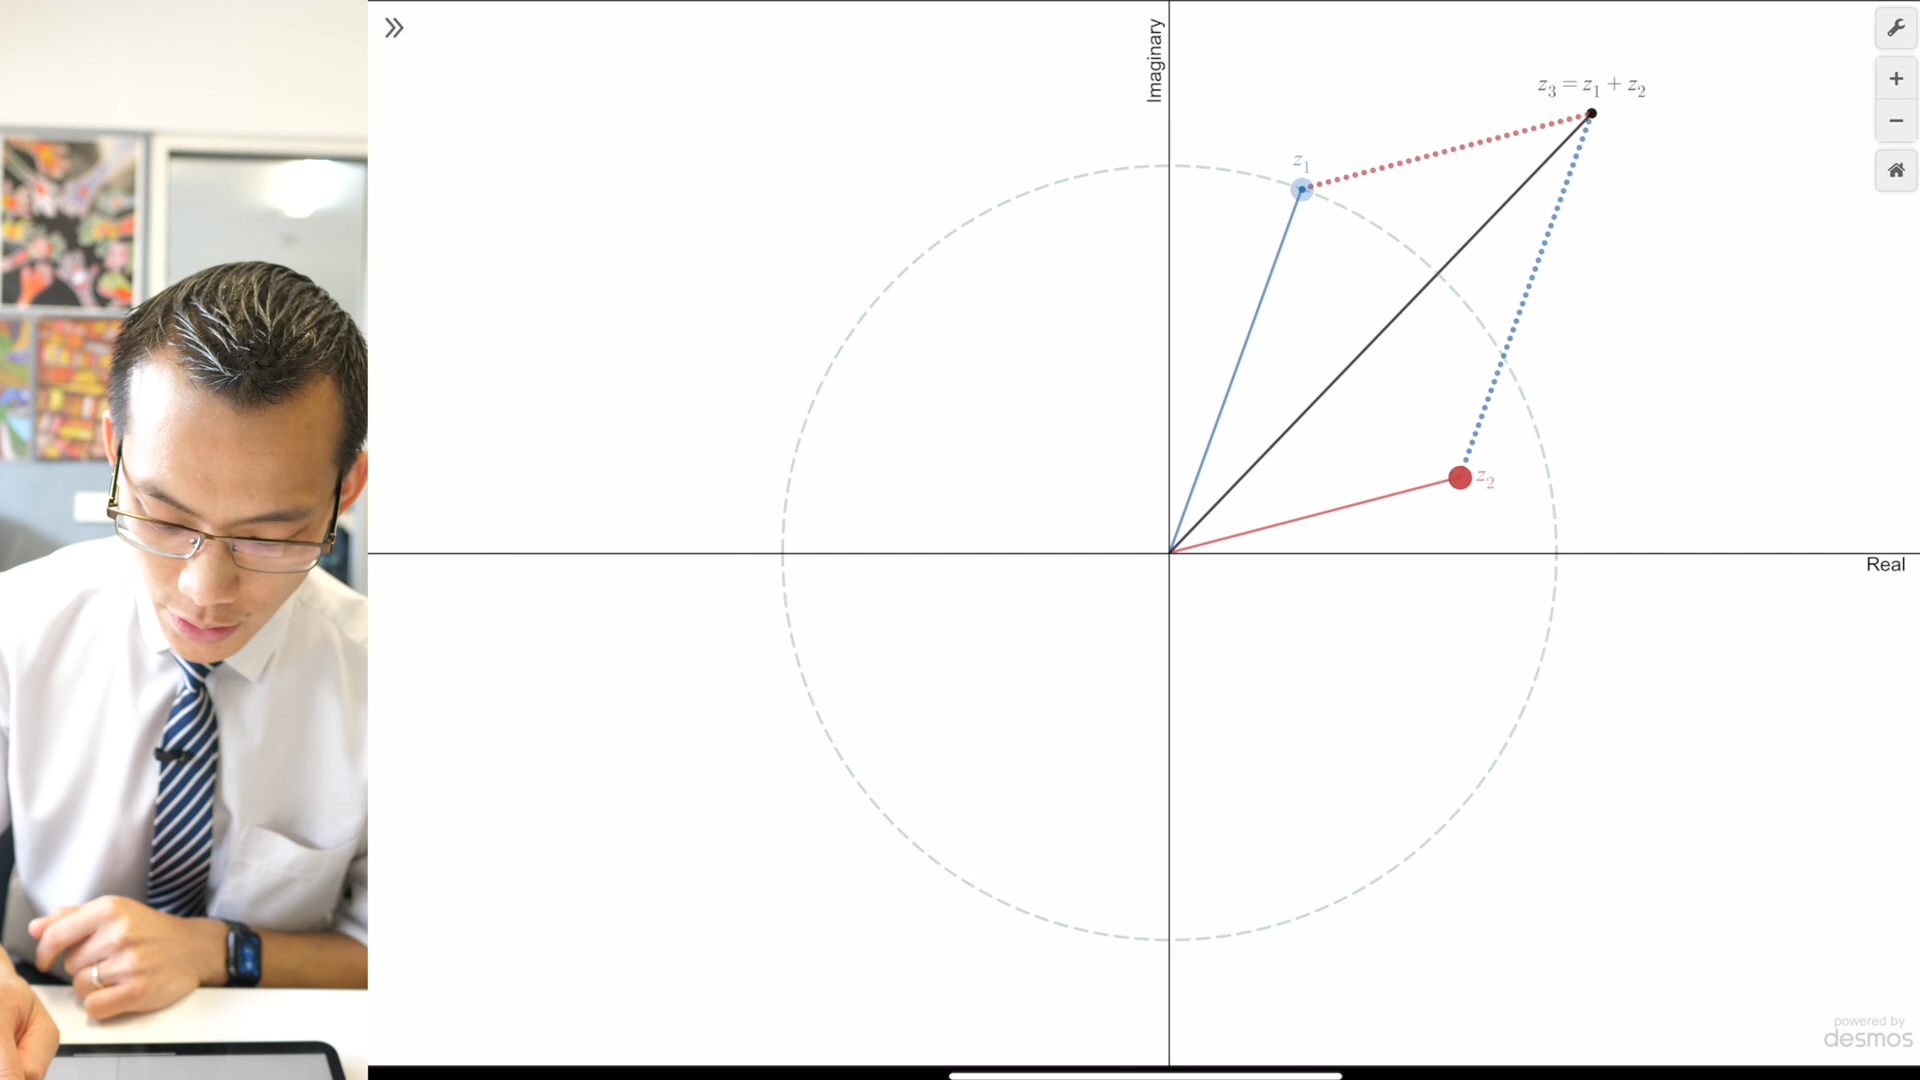 Imaginary
z₃ = z₁ + z₂
z₁
z₂
Real
powered by
desmos